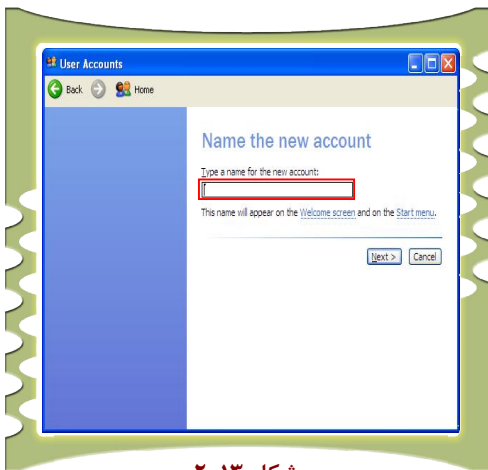 User Accounts
Back Home
Name the new account
Type a name for the new account:
This name will appear on the Welcome screen and on the Start menu.
Next > Cancel